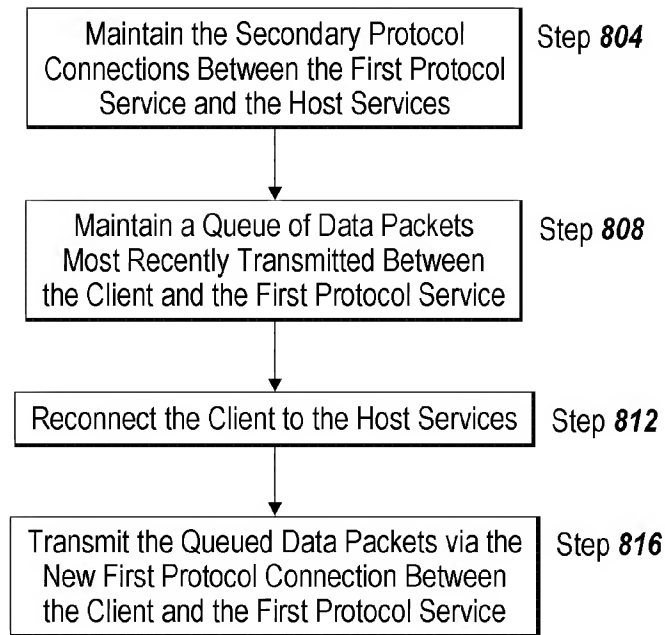 Maintain the Secondary Protocol
Connections Between the First Protocol
Service and the Host Services
Step 804
Maintain a Queue of Data Packets
Most Recently Transmitted Between
the Client and the First Protocol Service
Step 808
Reconnect the Client to the Host Services
Step 812
Transmit the Queued Data Packets via the
New First Protocol Connection Between
the Client and the First Protocol Service
Step 816